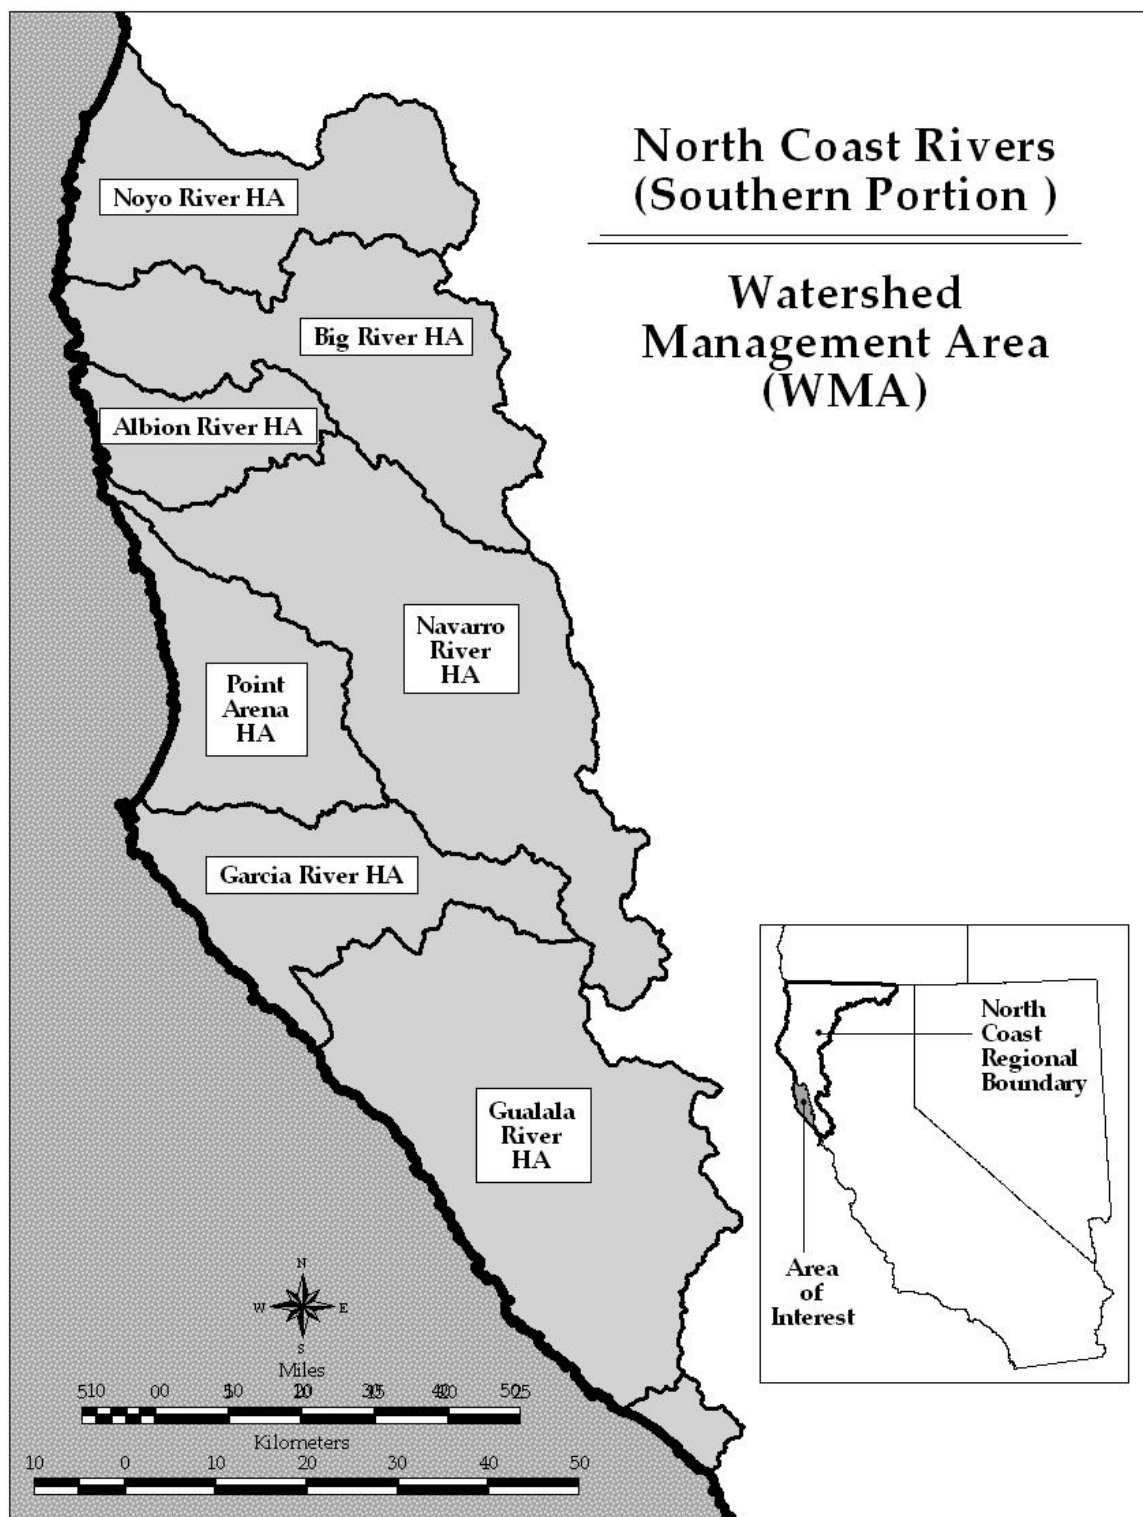 North Coast Rivers
(Southern Portion )
Watershed
Management Area
(WMA)
Noyo River HA
Big River HA
Albion River HA
Navarro
River
HA
Point
Arena
HA
Garcia River HA
Gualala
River
HA
North
Coast
Regional
Boundary
Area
of
Interest
N
W E
S
Miles
Kilometers
10 0 10 20 30 40 50